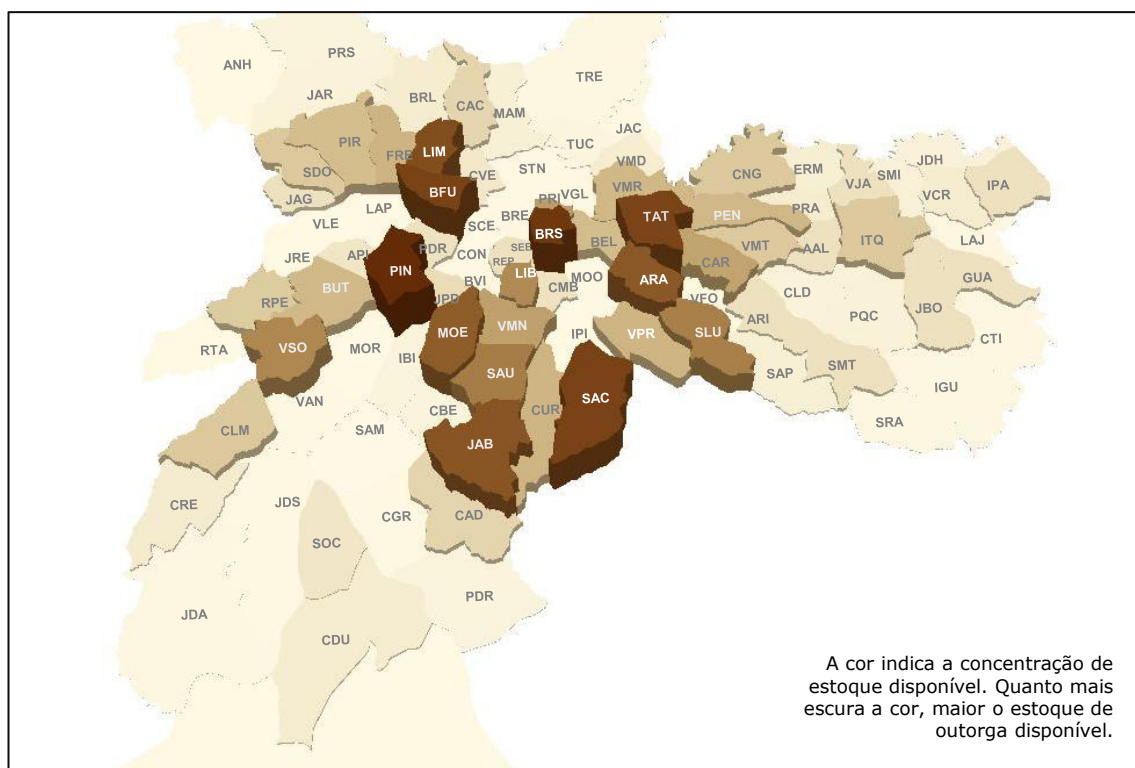 PRS
ANH
TRE
JAR
BRL
CAC
MAM
JAC
TUC
PIR
FRE
LIM
VMD
JDH
SDO
CVE
STN
CNG
ERM
SMI
VJA
IPA
BFU
VMR
VCR
JAG
PRI
VGL
LAP
PRA
VLE
BRE
TAT
PEN
SCE
BRS
BEL
ITQ
LAJ
PDR
SEB
VMT
AAL
API
CON
REP
JRE
PIN
LIB
MOO
CAR
BUT
BVI
CMB
ARA
GUA
RPE
JPD
VFO
CLD
JBO
PQC
ARI
MOE
VMN
IPI
VPR
SLU
CTI
RTA
VSO
MOR
IBI
SAU
SAP
SMT
IGU
VAN
SAC
CBE
CUR
SRA
CLM
SAM
JAB
CRE
JDS
CGR
CAD
SOC
PDR
JDA
CDU
A cor indica a concentração de
estoque disponível. Quanto mais
escura a cor, maior o estoque de
outorga disponível.